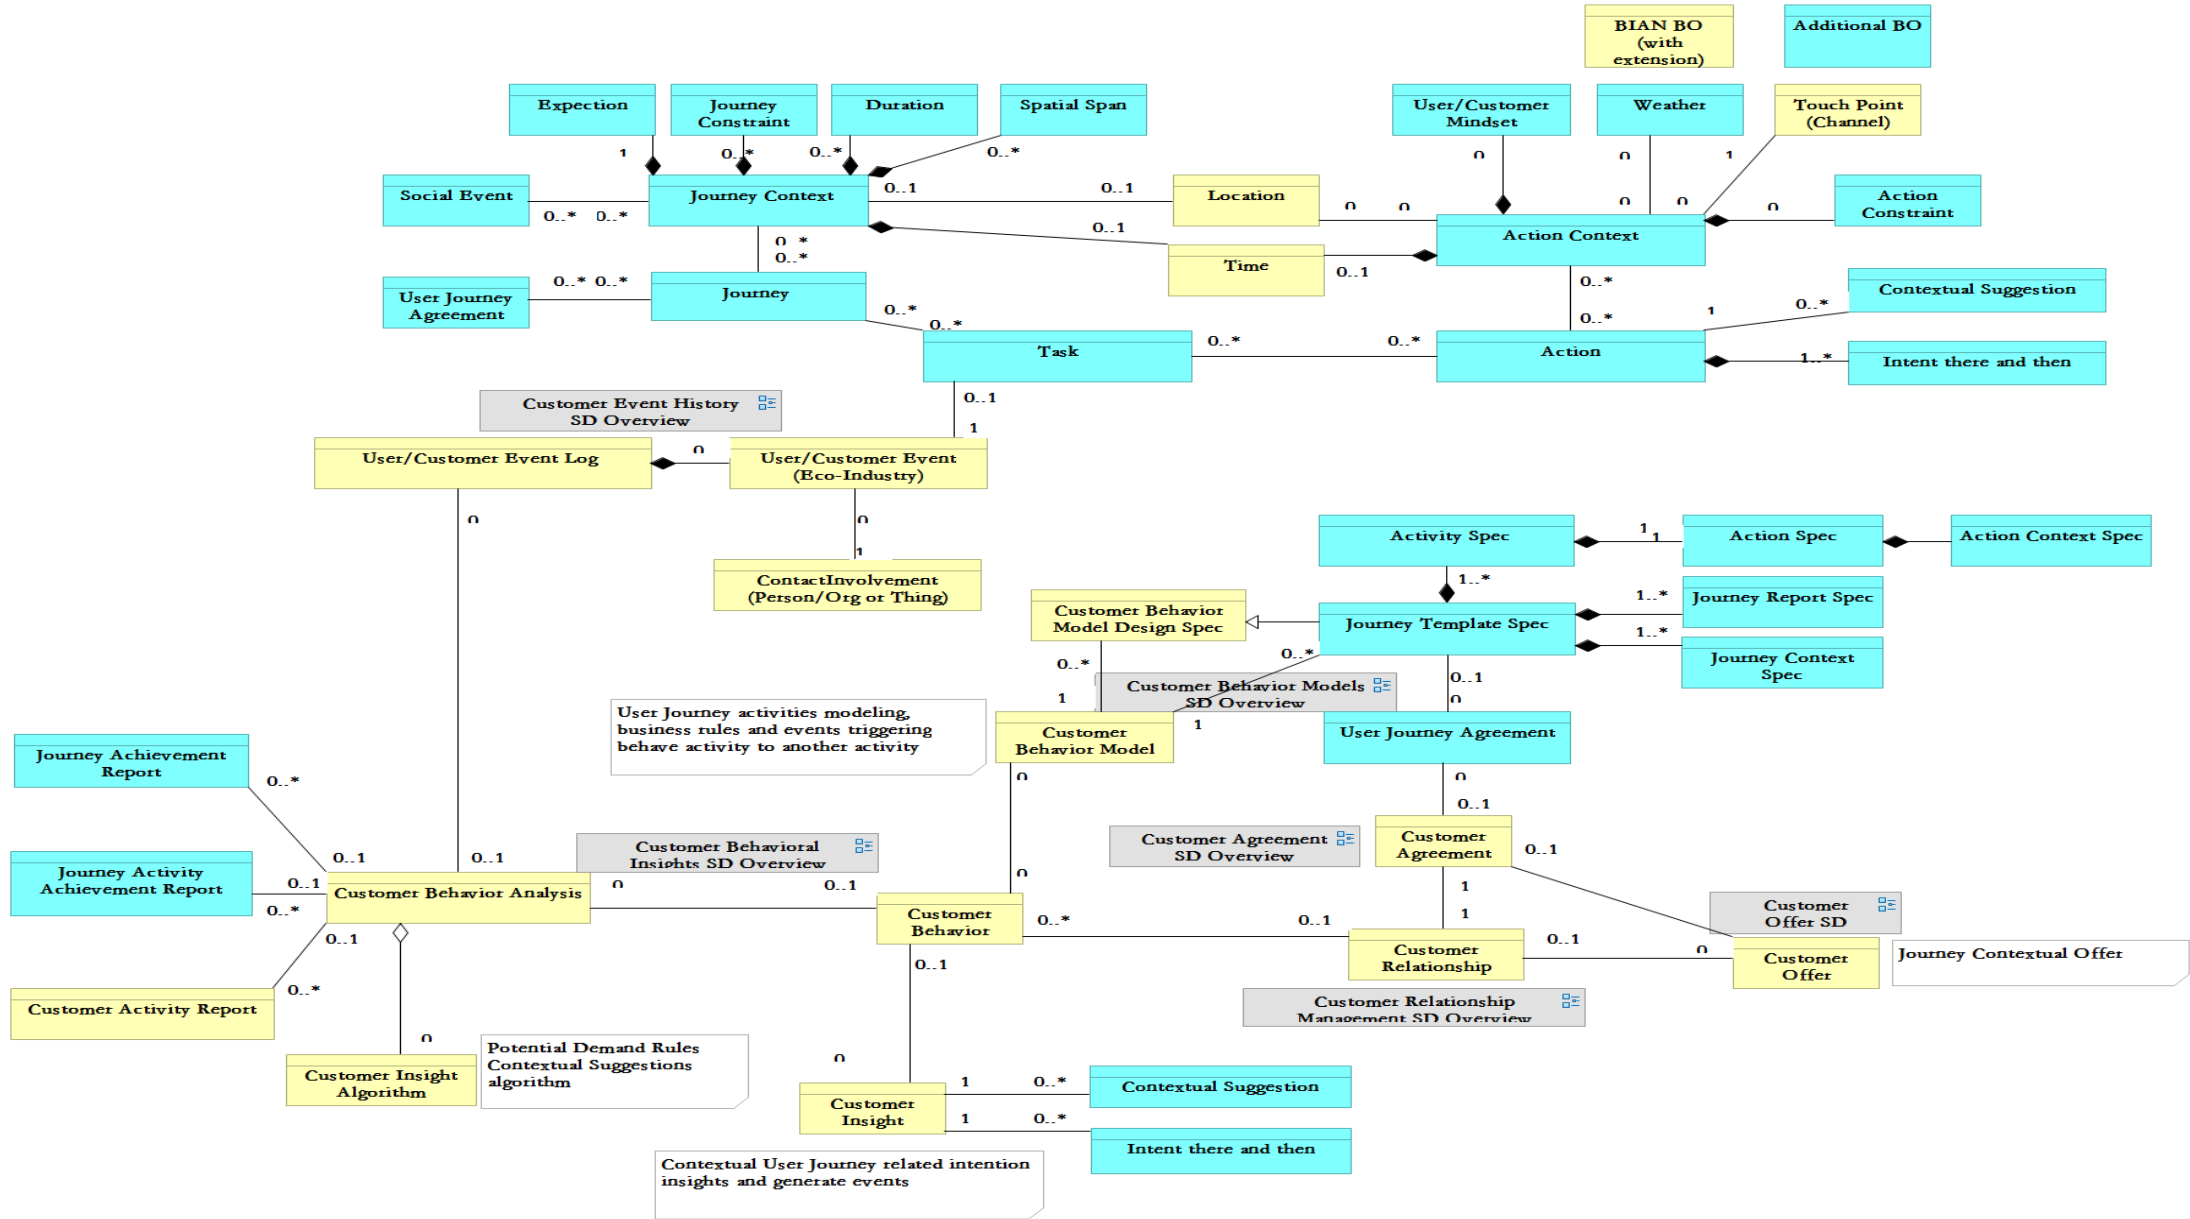 BIAN BO
(with
extension)
Additional BO
Expection
Journey
Constraint
Duration
Spatial Span
User/Customer
Mindset
Weather
Touch Point
(Channel)
1
0..*
0..*
0..*
0
0
1
Social Event
Journey Context
Location
Action
Constraint
0..*
0..*
0..1
0..1
0
0
0
0
0
Action Context
0..1
0..*
0..*
Time
0..1
User Journey
Agreement
0..*
0..*
Journey
0..*
0..*
Contextual Suggestion
0..*
0..*
1
0..*
Task
0..*
0..*
Action
1..*
Intent there and then
0..1
1
Customer Event History
SD Overview
User/Customer Event Log
0
User/Customer Event
(Eco-Industry)
0
0
1
ContactInvolvement
(Person/Org or Thing)
Activity Spec
1
1
Action Spec
Action Context Spec
1..*
Customer Behavior
Model Design Spec
Journey Template Spec
1..*
Journey Report Spec
1..*
Journey Context
Spec
0..*
0..*
1
Customer Behavior Models
SD Overview
1
0..1
0
User Journey activities modeling,
business rules and events triggering
behave activity to another activity
Customer
Behavior Model
User Journey Agreement
Journey Achievement
Report
0..*
0
0
0..1
Customer Behavioral
Insights SD Overview
Customer Agreement
SD Overview
Customer
Agreement
0..1
0..1
0..1
Journey Activity
Achievement Report
0..1
0..*
Customer Behavior Analysis
0
0..1
0
Customer
Behavior
0..*
0..1
1
1
Customer
Offer SD
0..1
0..*
Customer
Relationship
0..1
0
Customer
Offer
Journey Contextual Offer
0..1
Customer Activity Report
Customer Relationship
Management SD Overview
0
Customer Insight
Algorithm
Potential Demand Rules
Contextual Suggestions
algorithm
0
Customer
Insight
1
0..*
Contextual Suggestion
1
0..*
Intent there and then
Contextual User Journey related intention
insights and generate events